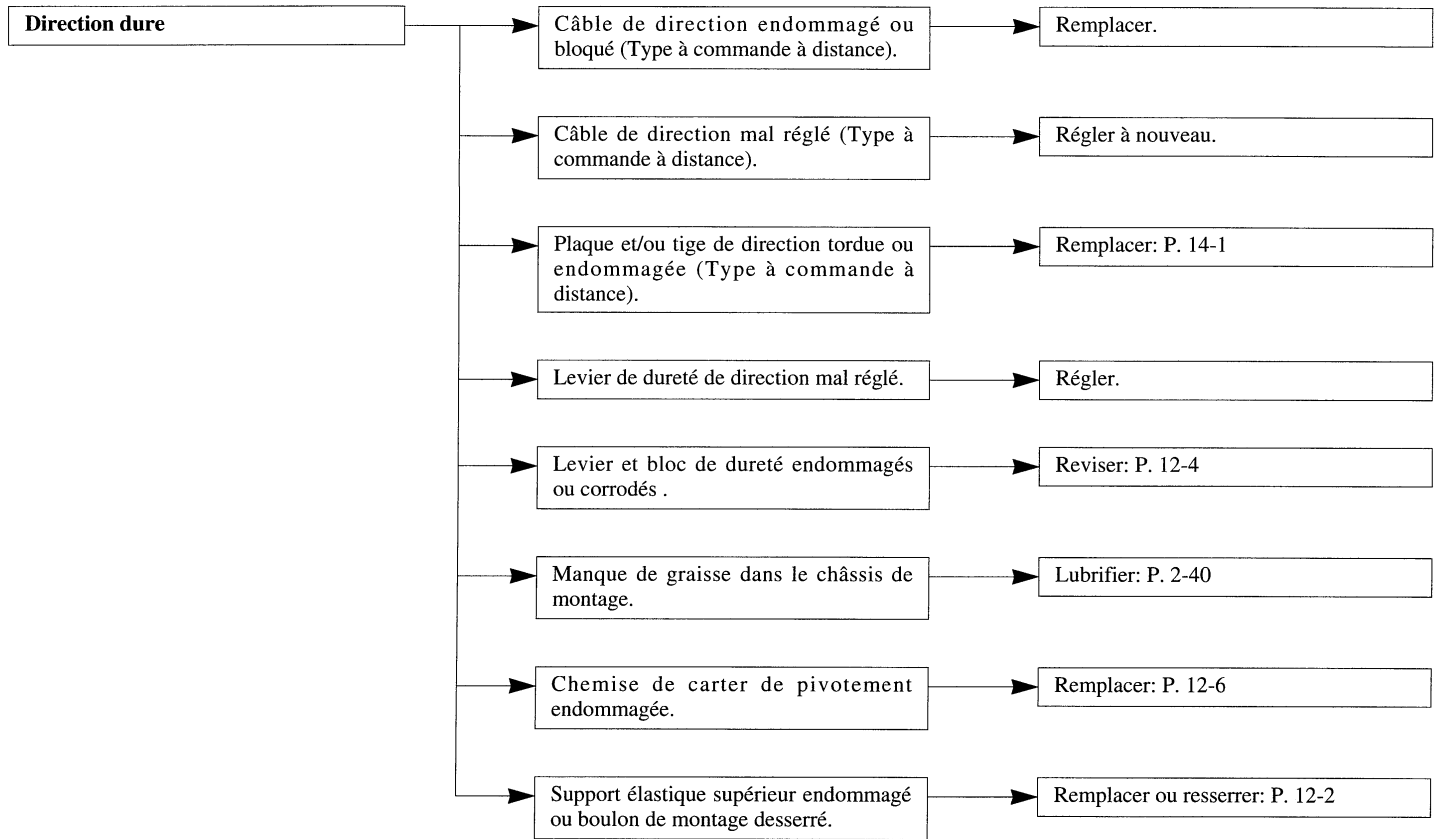 Direction dure
Câble de direction endommagé ou
bloqué (Type à commande à distance).
Remplacer.
Câble de direction mal réglé (Type à
commande à distance).
Régler à nouveau.
Plaque et/ou tige de direction tordue ou
endommagée (Type à commande à
distance).
Remplacer: P. 14-1
Levier de dureté de direction mal réglé.
Régler.
Levier et bloc de dureté endommagés
ou corrodés .
Reviser: P. 12-4
Manque de graisse dans le châssis de
montage.
Lubrifier: P. 2-40
Chemise de carter de pivotement
endommagée.
Remplacer: P. 12-6
Support élastique supérieur endommagé
ou boulon de montage desserré.
Remplacer ou resserrer: P. 12-2